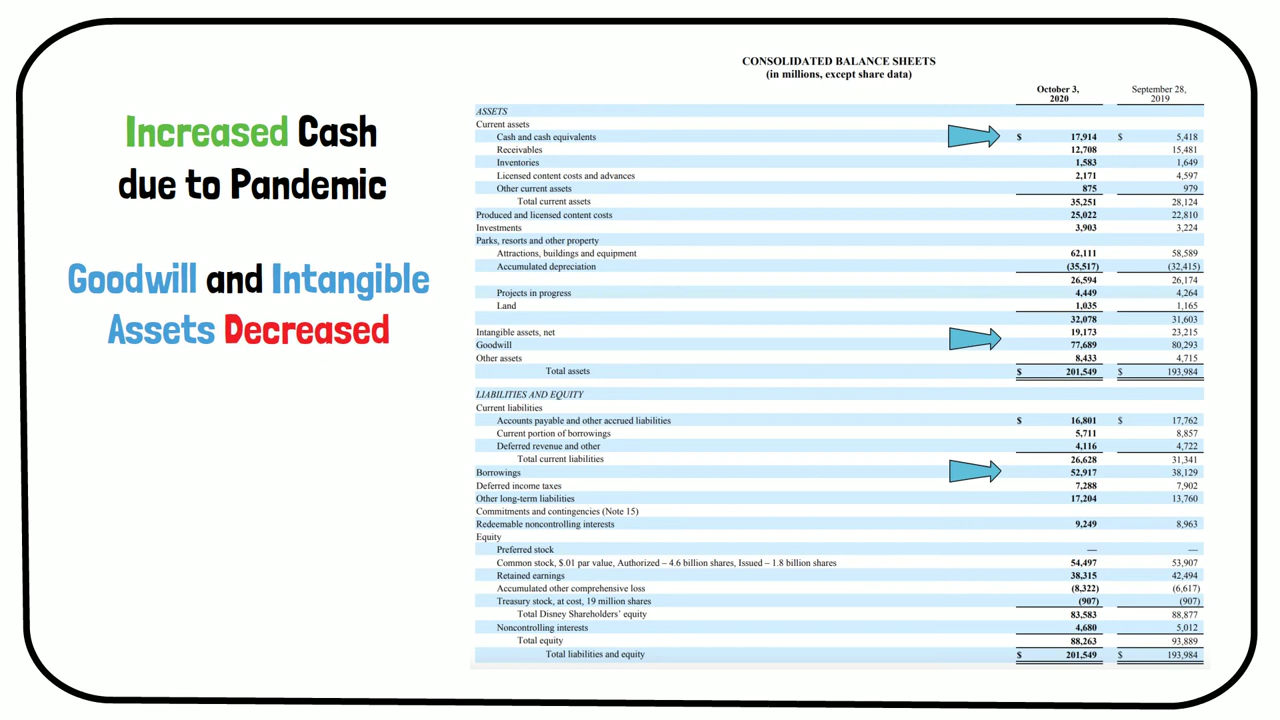 Increased Cash
due to Pandemic
Goodwill and Intangible
Assets Decreased
CONSOLIDATED BALANCE SHEETS
(in millions, except share data)
October 3, 2020 September 28, 2019
ASSETS
Current assets
Cash and cash equivalents $ 17,914 $ 5,418
Receivables 12,708 15,481
Inventories 1,583 1,649
Licensed content costs and advances 2,171 4,597
Other current assets 875 979
Total current assets 35,251 28,124
Produced and licensed content costs 25,022 22,810
Investments 3,903 3,224
Parks, resorts and other property
Attractions, buildings and equipment 62,111 58,589
Accumulated depreciation (35,517) (32,415)
26,594 26,174
Projects in progress 4,449 4,264
Land 1,035 1,165
32,078 31,603
Intangible assets, net 19,173 23,215
Goodwill 77,689 80,293
Other assets 8,433 4,715
Total assets $ 201,549 $ 193,984
LIABILITIES AND EQUITY
Current liabilities
Accounts payable and other accrued liabilities $ 16,801 $ 17,762
Current portion of borrowings 5,711 8,857
Deferred revenue and other 4,116 4,722
Total current liabilities 26,628 31,341
Borrowings 52,917 38,129
Deferred income taxes 7,288 7,902
Other long-term liabilities 17,204 13,760
Commitments and contingencies (Note 15)
Redeemable noncontrolling interests 9,249 8,963
Equity
Preferred stock — —
Common stock, $.01 par value, Authorized – 4.6 billion shares, Issued – 1.8 billion shares 54,497 53,907
Retained earnings 38,315 42,494
Accumulated other comprehensive loss (8,322) (6,617)
Treasury stock, at cost, 19 million shares (907) (907)
Total Disney Shareholders' equity 83,583 88,877
Noncontrolling interests 4,680 5,012
Total equity 88,263 93,889
Total liabilities and equity $ 201,549 $ 193,984